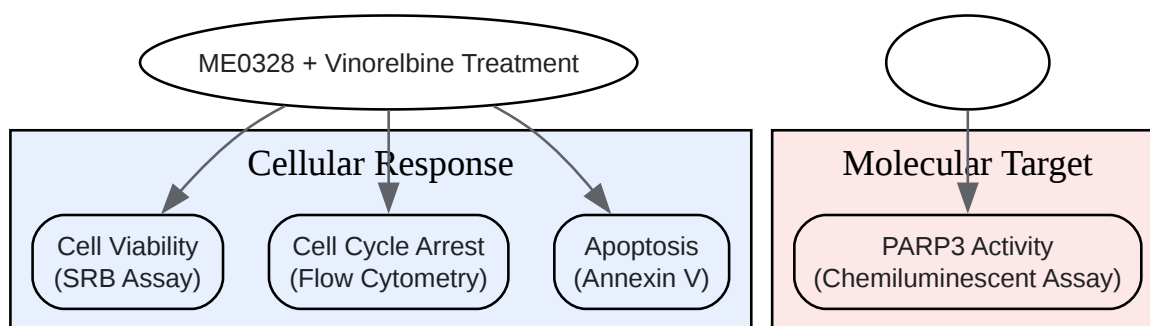 ME0328 + Vinorelbine Treatment
Cellular Response
Molecular Target
Cell Viability
(SRB Assay)
Cell Cycle Arrest
(Flow Cytometry)
Apoptosis
(Annexin V)
PARP3 Activity
(Chemiluminescent Assay)